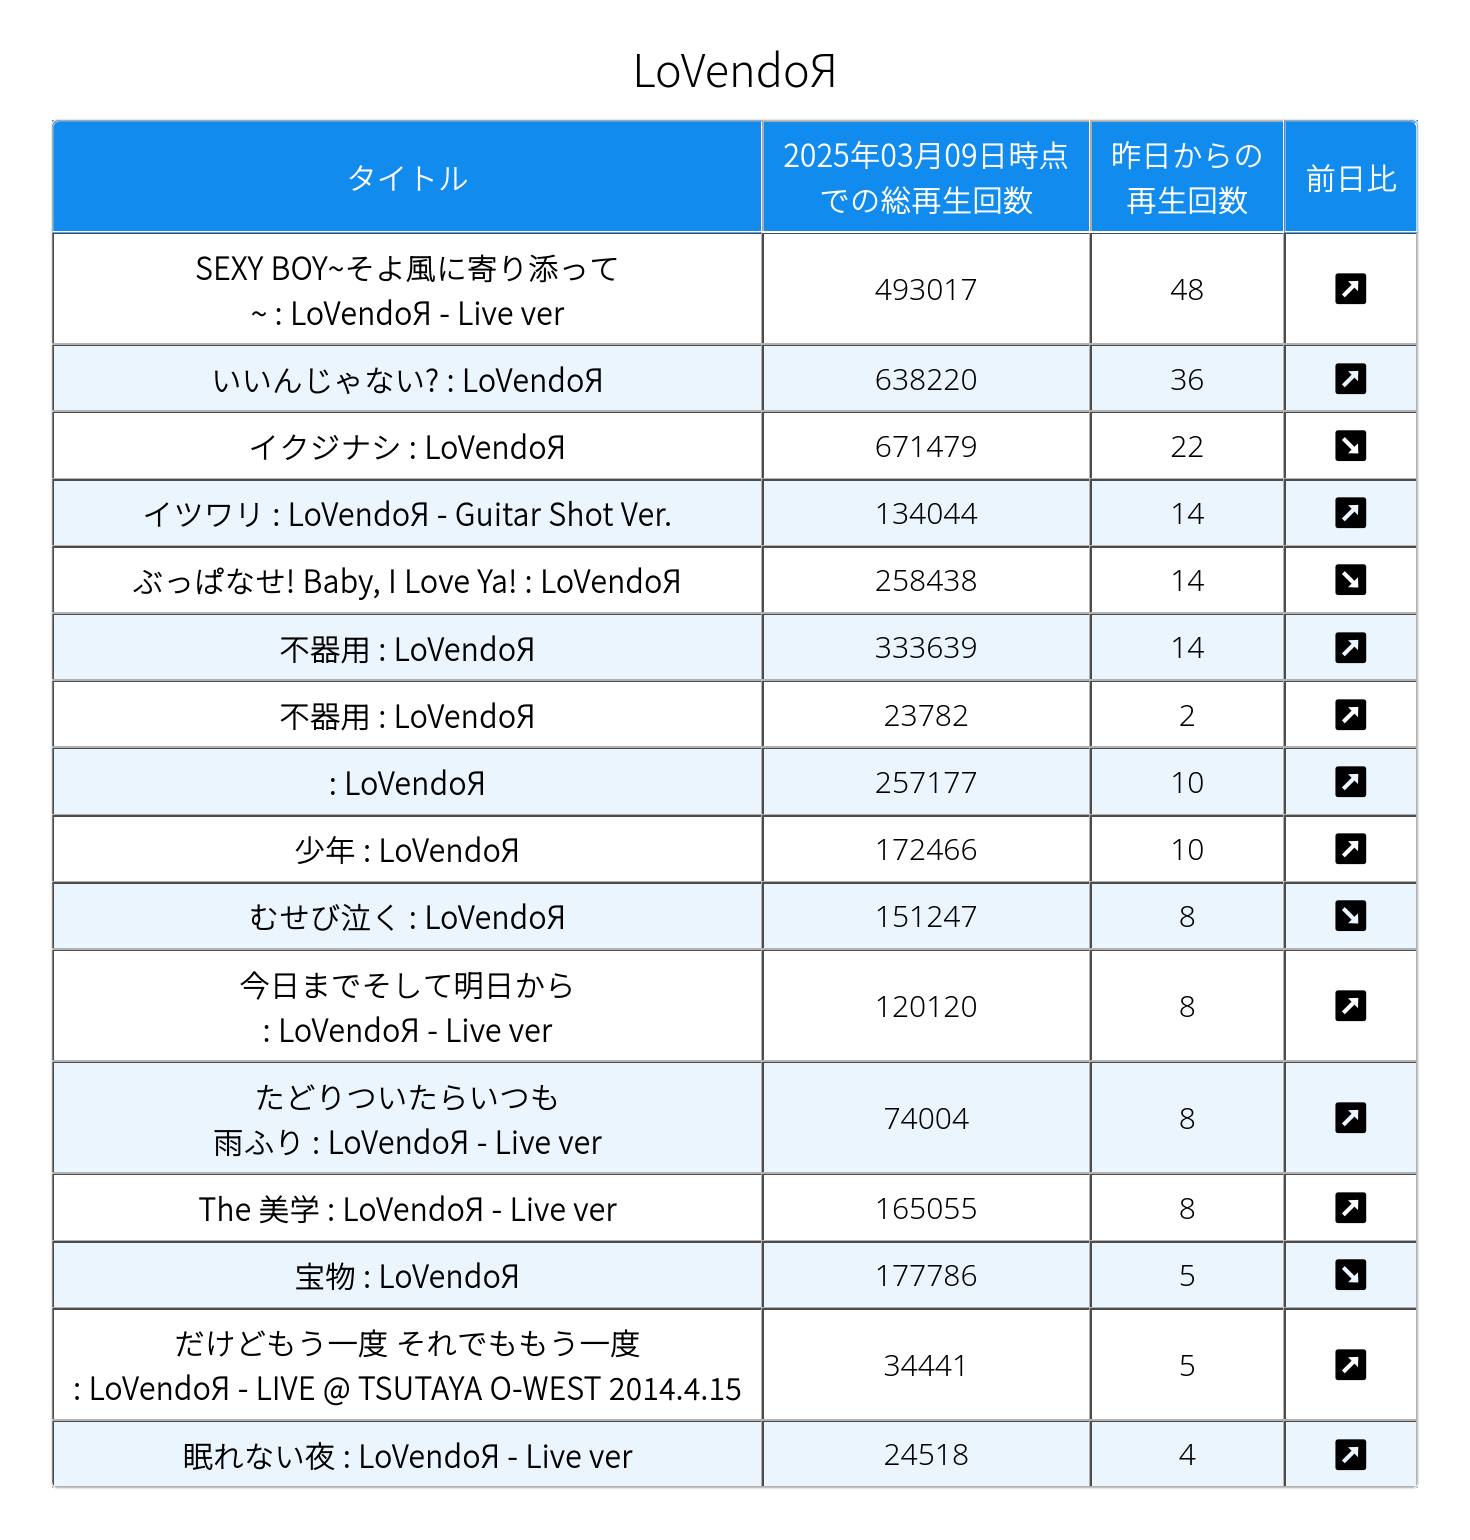 LoVendoЯ
タイトル
2025年03月09日時点
での総再生回数
昨日からの
再生回数
前日比
SEXY BOY~そよ風に寄り添って
~ : LoVendoЯ - Live ver
493017
48
いいんじゃない? : LoVendoЯ
638220
36
イクジナシ : LoVendoЯ
671479
22
イツワリ : LoVendoЯ - Guitar Shot Ver.
134044
14
ぶっぱなせ! Baby, I Love Ya! : LoVendoЯ
258438
14
不器用 : LoVendoЯ
333639
14
不器用 : LoVendoЯ
23782
2
: LoVendoЯ
257177
10
少年 : LoVendoЯ
172466
10
むせび泣く : LoVendoЯ
151247
8
今日までそして明日から
: LoVendoЯ - Live ver
120120
8
たどりついたらいつも
雨ふり : LoVendoЯ - Live ver
74004
8
The 美学 : LoVendoЯ - Live ver
165055
8
宝物 : LoVendoЯ
177786
5
だけどもう一度 それでももう一度
: LoVendoЯ - LIVE @ TSUTAYA O-WEST 2014.4.15
34441
5
眠れない夜 : LoVendoЯ - Live ver
24518
4